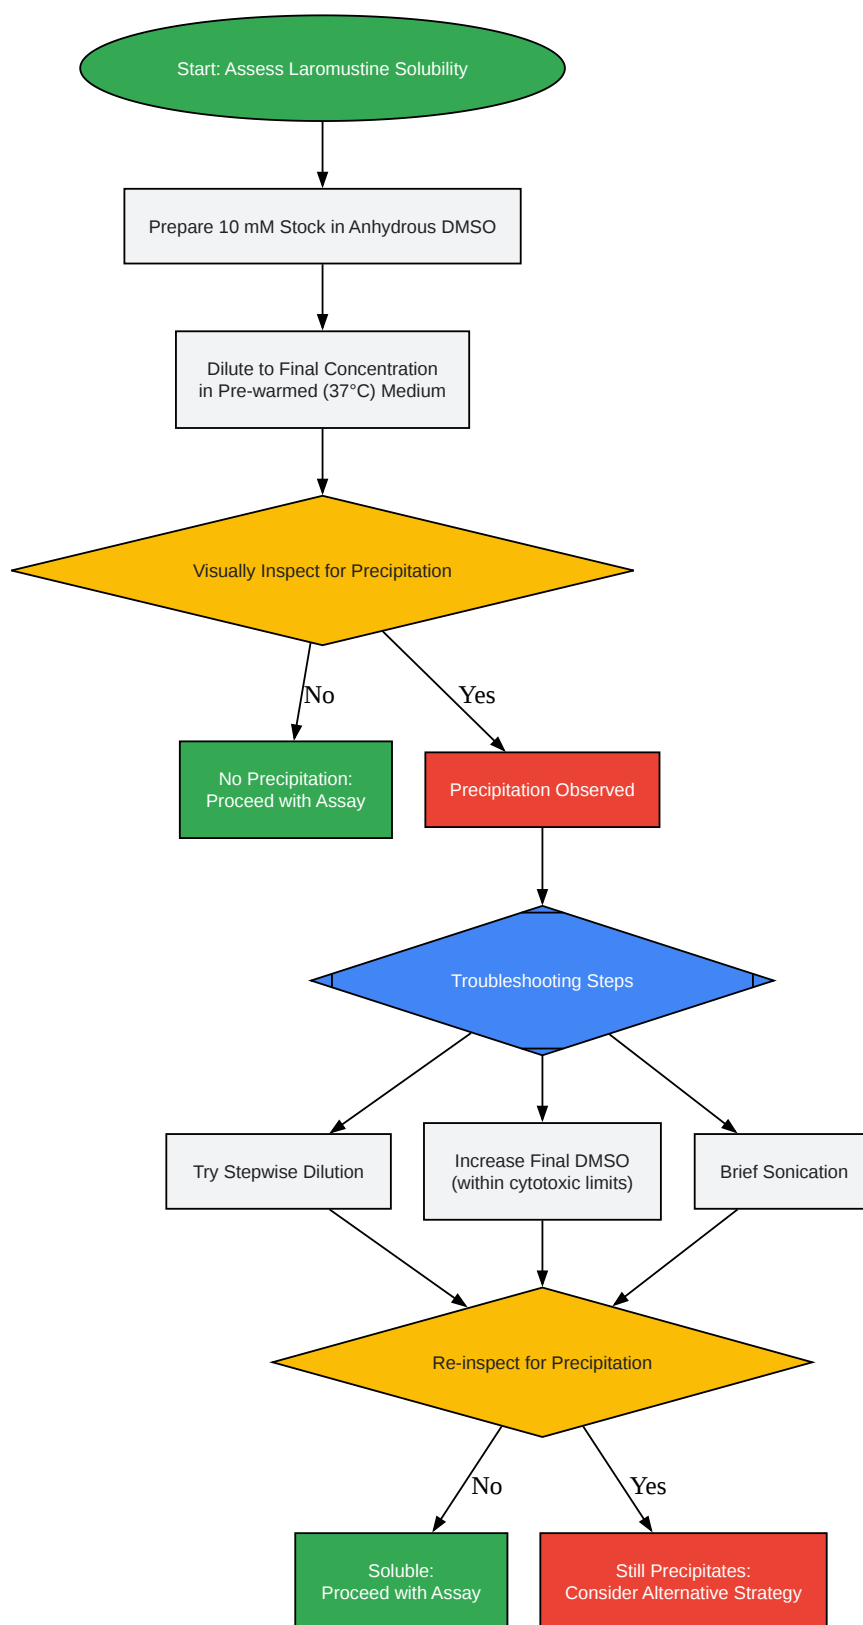 Start: Assess Laromustine Solubility
Prepare 10 mM Stock in Anhydrous DMSO
Dilute to Final Concentration
in Pre-warmed (37°C) Medium
Visually Inspect for Precipitation
No
Yes
No Precipitation:
Proceed with Assay
Precipitation Observed
Troubleshooting Steps
Try Stepwise Dilution
Increase Final DMSO
(within cytotoxic limits)
Brief Sonication
Re-inspect for Precipitation
No
Yes
Soluble:
Proceed with Assay
Still Precipitates:
Consider Alternative Strategy